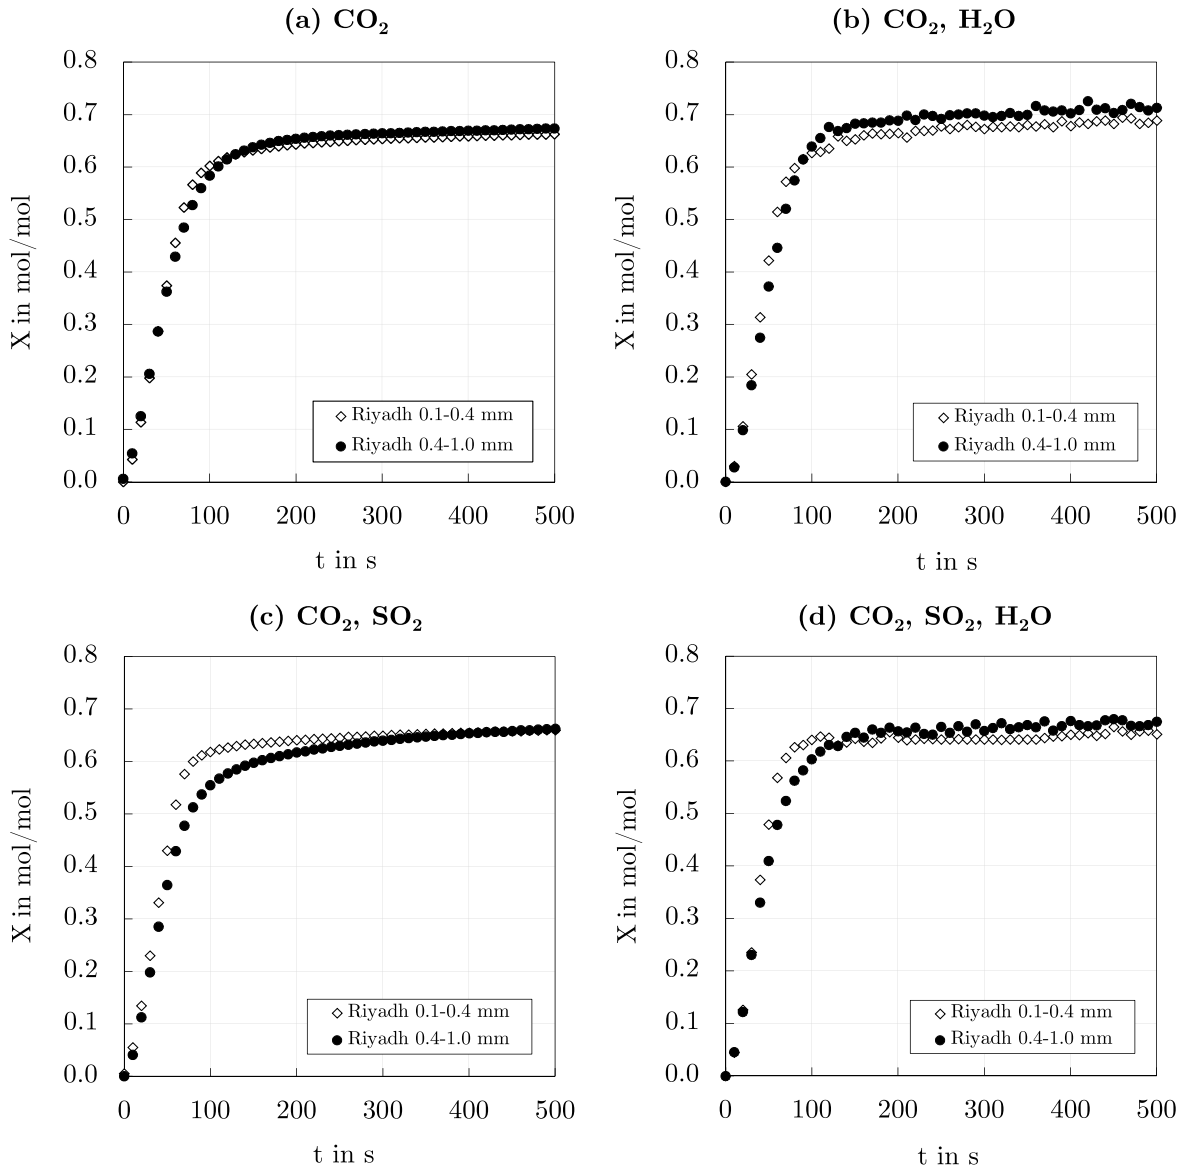 (a) CO₂
0.8
0.7
0.6
0.5
0.4
0.3
0.2
0.1
0.0
X in mol/mol
Riyadh 0.1-0.4 mm
Riyadh 0.4-1.0 mm
0 100 200 300 400 500
t in s
(b) CO₂, H₂O
0.8
0.7
0.6
0.5
0.4
0.3
0.2
0.1
0.0
X in mol/mol
Riyadh 0.1-0.4 mm
Riyadh 0.4-1.0 mm
0 100 200 300 400 500
t in s
(c) CO₂, SO₂
0.8
0.7
0.6
0.5
0.4
0.3
0.2
0.1
0.0
X in mol/mol
Riyadh 0.1-0.4 mm
Riyadh 0.4-1.0 mm
0 100 200 300 400 500
t in s
(d) CO₂, SO₂, H₂O
0.8
0.7
0.6
0.5
0.4
0.3
0.2
0.1
0.0
X in mol/mol
Riyadh 0.1-0.4 mm
Riyadh 0.4-1.0 mm
0 100 200 300 400 500
t in s